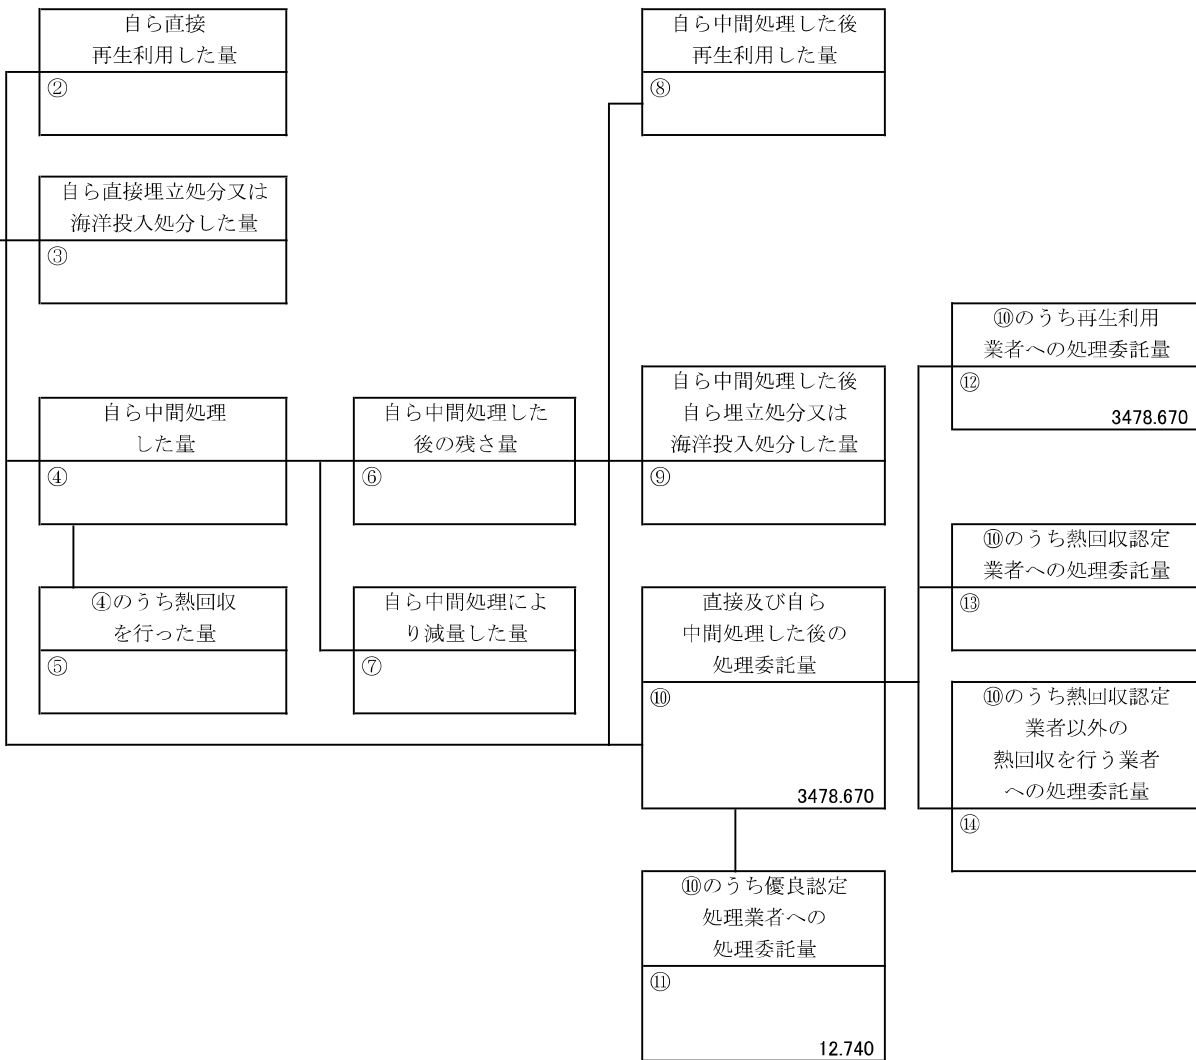 自ら直接
再生利用した量
②
自ら中間処理した後
再生利用した量
⑧
自ら直接埋立処分又は
海洋投入処分した量
③
⑩のうち再生利用
業者への処理委託量
⑫
3478.670
自ら中間処理
した量
④
自ら中間処理した
後の残さ量
⑥
自ら中間処理した後
自ら埋立処分又は
海洋投入処分した量
⑨
⑩のうち熱回収認定
業者への処理委託量
⑬
④のうち熱回収
を行った量
⑤
自ら中間処理によ
り減量した量
⑦
直接及び自ら
中間処理した後の
処理委託量
⑩
3478.670
⑩のうち熱回収認定
業者以外の
熱回収を行う業者
への処理委託量
⑭
⑩のうち優良認定
処理業者への
処理委託量
⑪
12.740